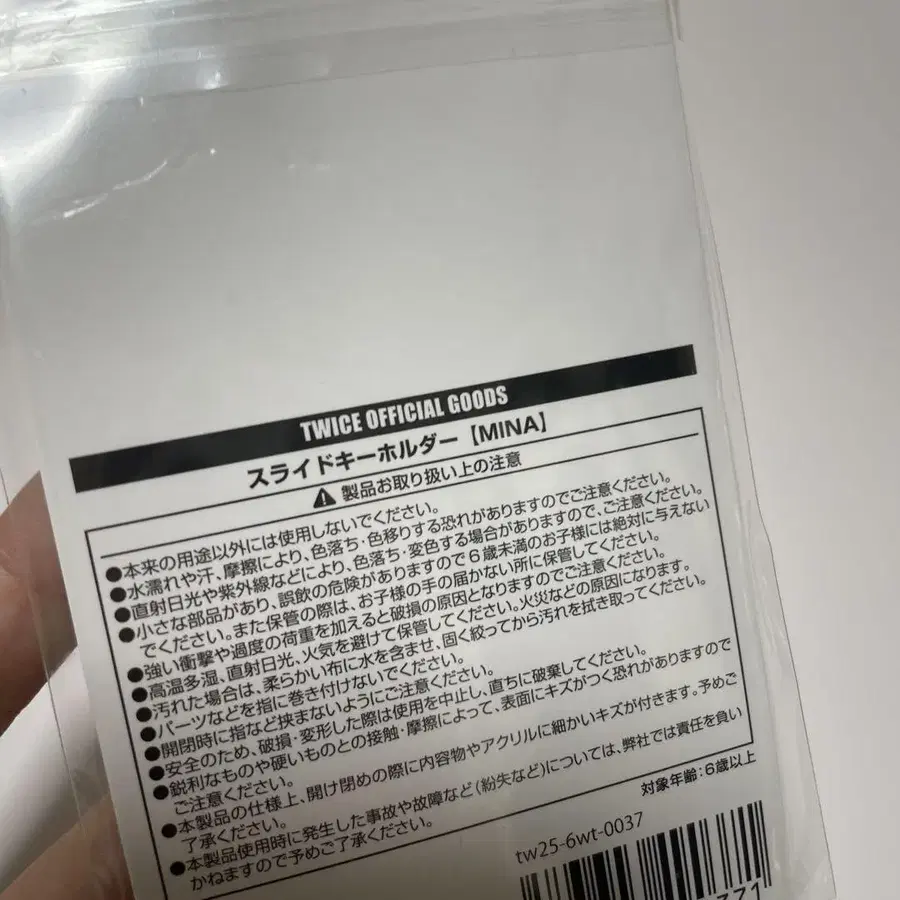 TWICE OFFICIAL GOODS
スライドキーホルダー【MINA】
⚠ 製品お取り扱い上の注意
●本来の用途以外には使用しないでください。
●水濡れや汗、摩擦により、色落ち・色移りする恐れがありますのでご注意ください。
●直射日光や紫外線などにより、色落ち・変色する場合がありますので、ご注意ください。
●小さな部品があり、誤飲の危険がありますので6歳未満のお子様には絶対に与えない
でください。また保管の際は、お子様の手の届かない所に保管してください。
●強い衝撃や過度の荷重を加えると破損の原因となりますのでご注意ください。
●高温多湿、直射日光、火気を避けて保管してください。火災などの原因になります。
●汚れた場合は、柔らかい布に水を含ませ、固く絞ってから汚れを拭き取ってください。
●パーツなどを指に巻き付けないでください。
●開閉時に指など挟まないようにご注意ください。
●安全のため、破損・変形した際は使用を中止し、直ちに破棄してください。
●鋭利なものや硬いものとの接触・摩擦によって、表面にキズがつく恐れがありますので
ご注意ください。
●本製品の仕様上、開け閉めの際に内容物やアクリルに細かいキズが付きます。予めご
了承ください。
●本製品使用時に発生した事故や故障など(紛失など)については、弊社では責任を負い
かねますので予めご了承ください。
対象年齢:6歳以上
tw25-6wt-0037